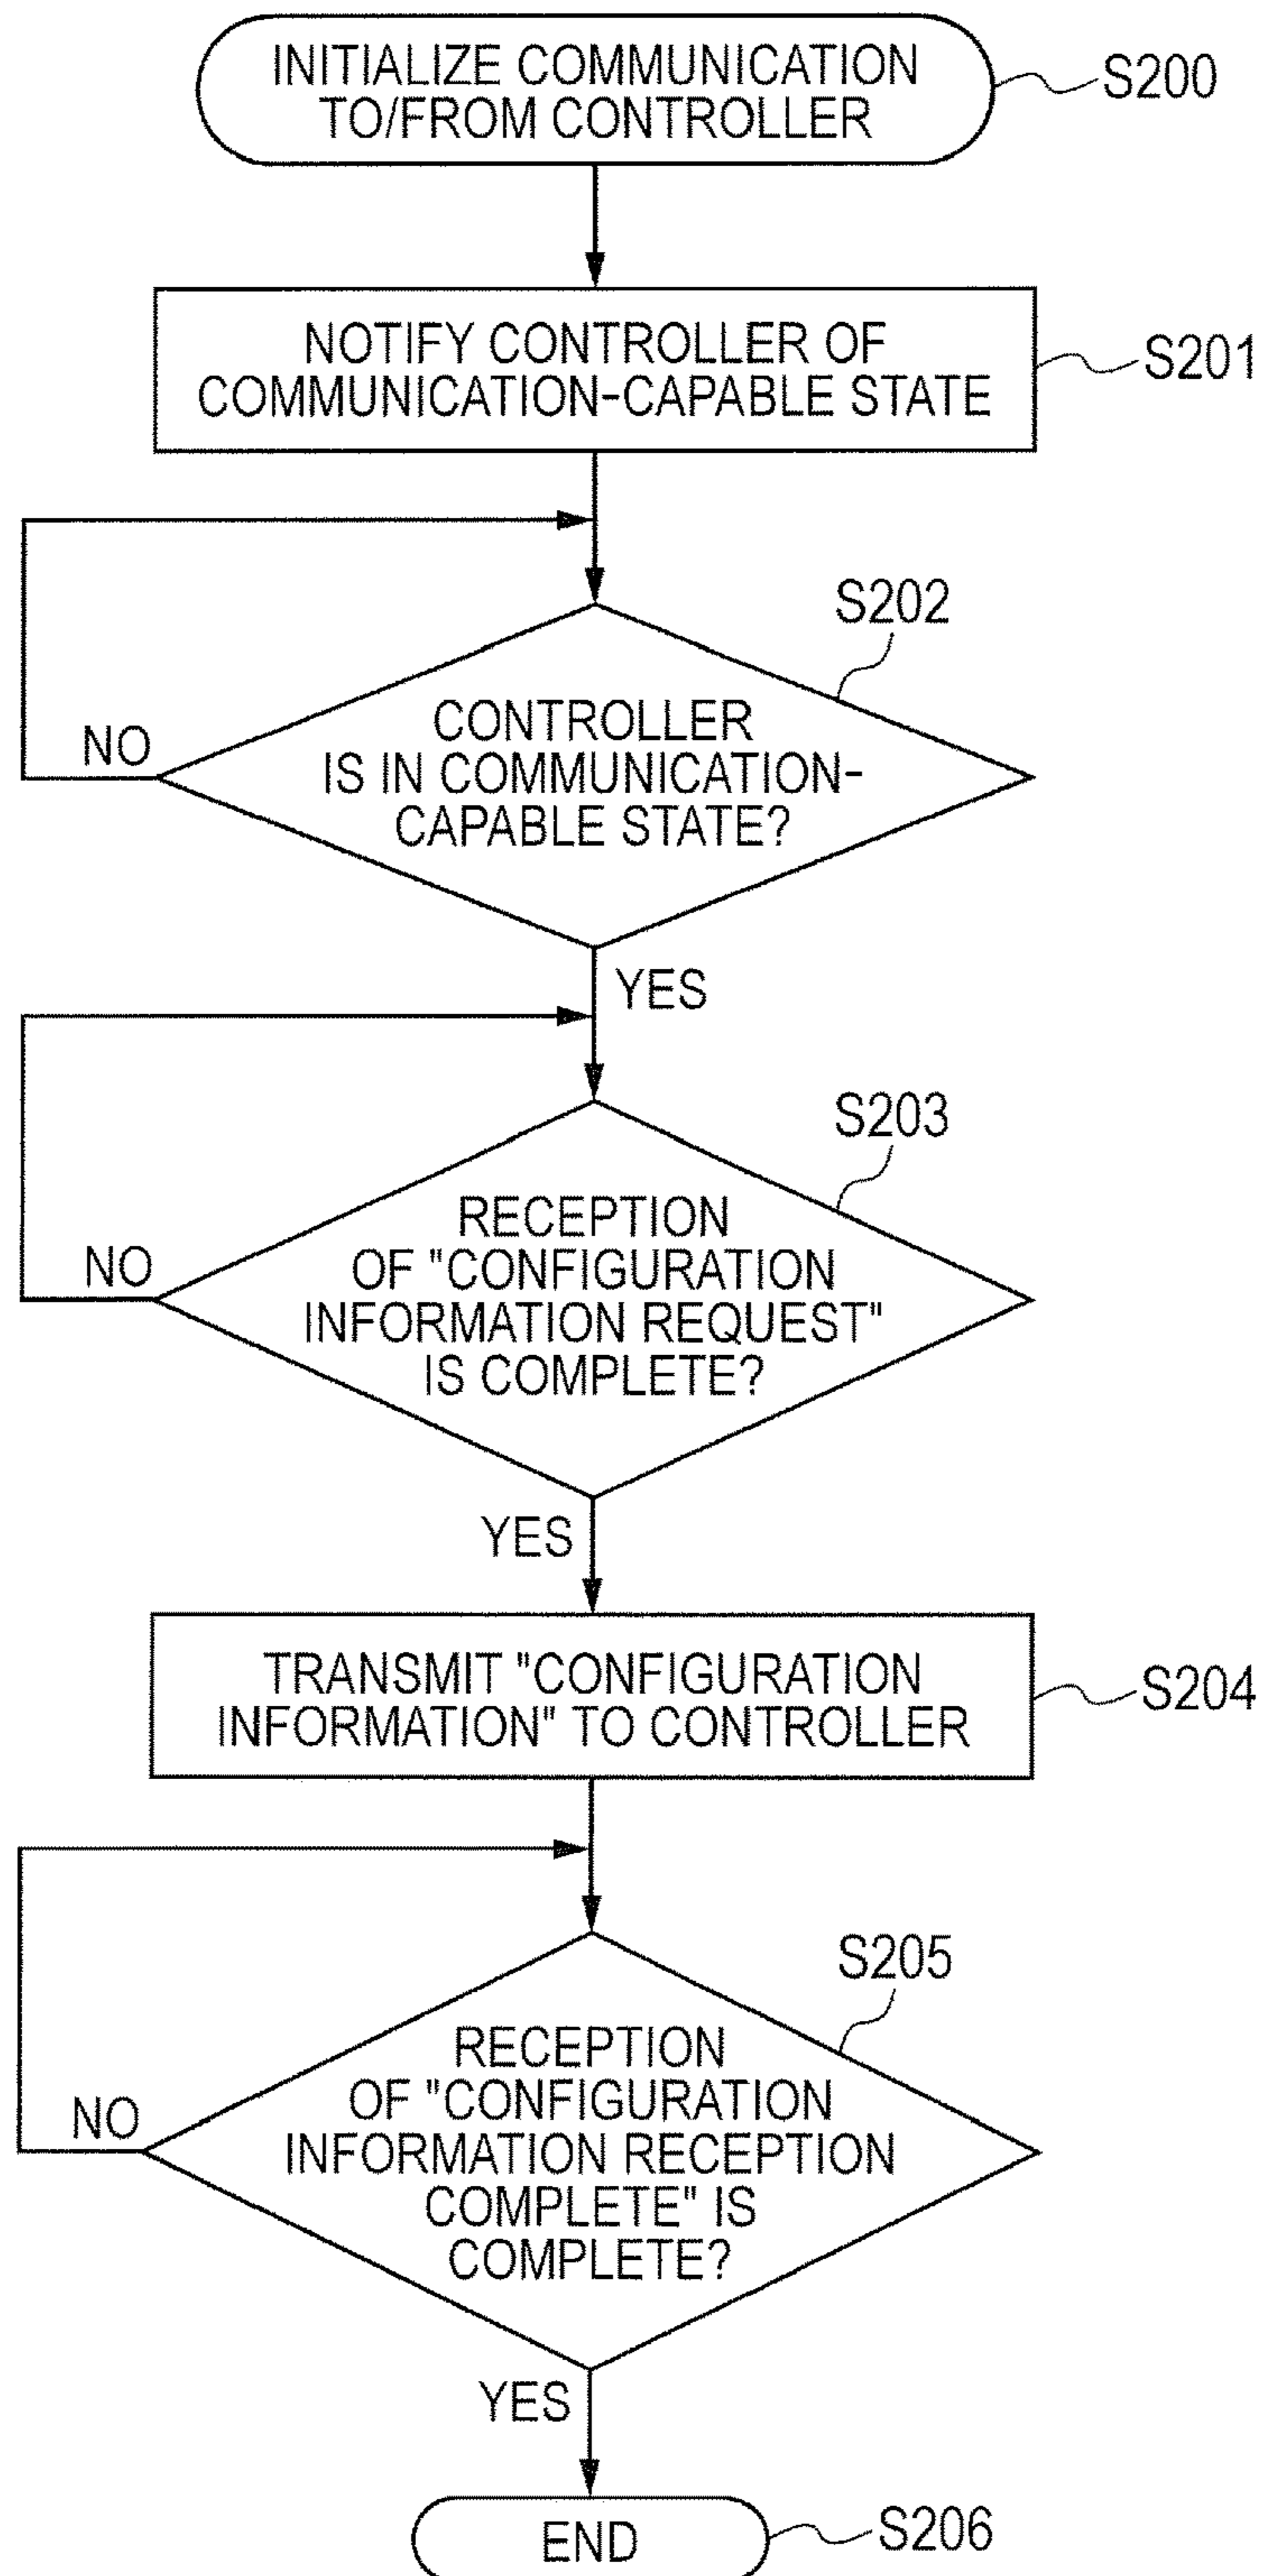 INITIALIZE COMMUNICATION
TO/FROM CONTROLLER
S200
NOTIFY CONTROLLER OF
COMMUNICATION-CAPABLE STATE
S201
S202
CONTROLLER
IS IN COMMUNICATION-
CAPABLE STATE?
NO
YES
S203
RECEPTION
OF "CONFIGURATION
INFORMATION REQUEST"
IS COMPLETE?
NO
YES
TRANSMIT "CONFIGURATION
INFORMATION" TO CONTROLLER
S204
S205
RECEPTION
OF "CONFIGURATION
INFORMATION RECEPTION
COMPLETE" IS
COMPLETE?
NO
YES
END
S206